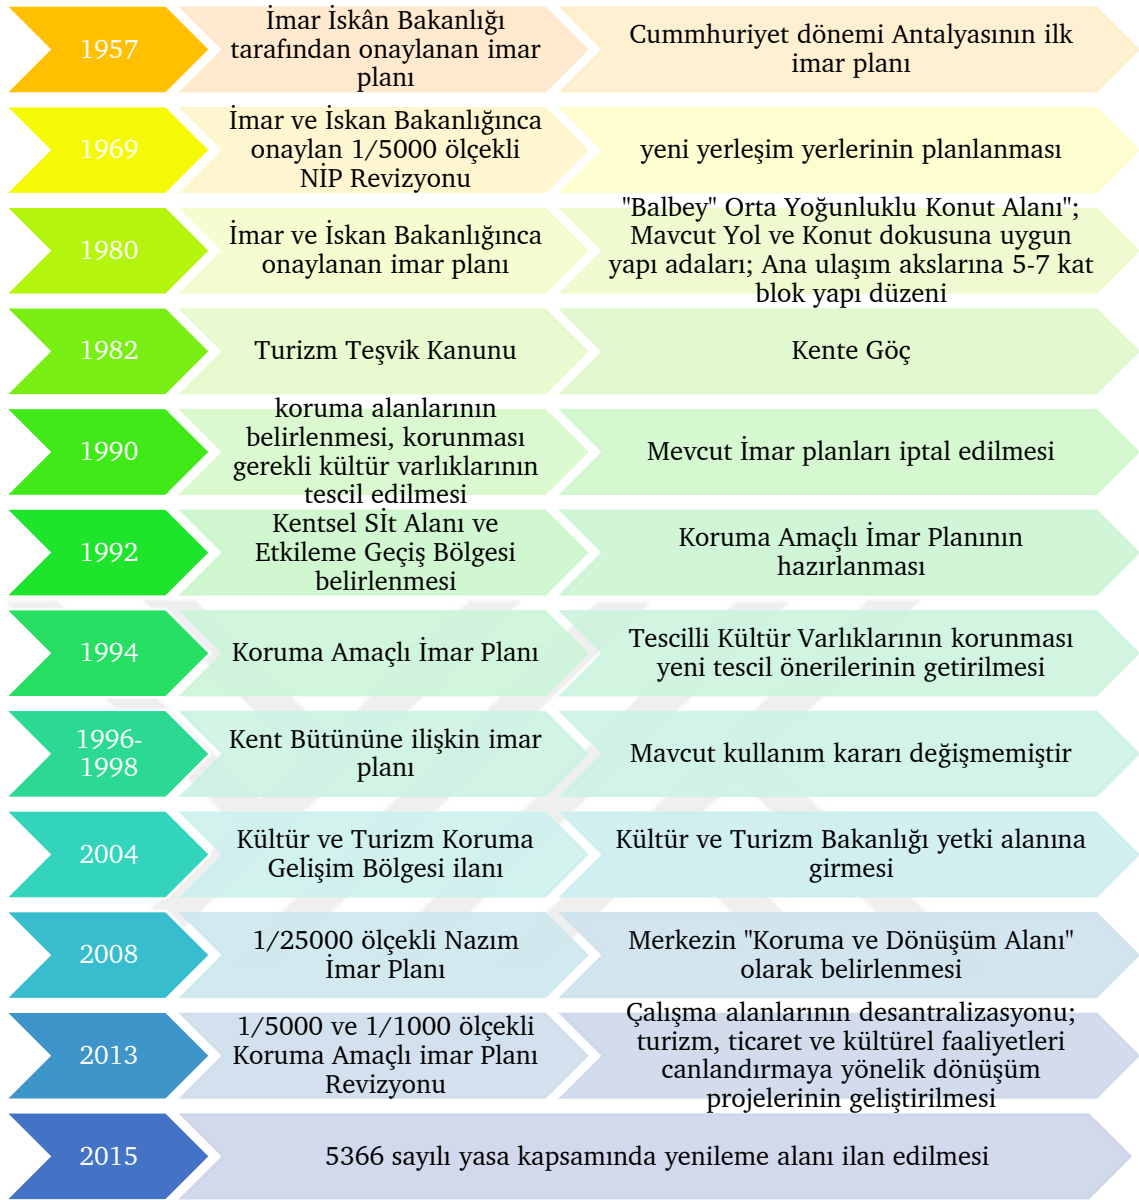 1957
İmar İskân Bakanlığı
tarafından onaylanan imar
planı
Cummhuriyet dönemi Antalyasının ilk
imar planı
1969
İmar ve İskan Bakanlığınca
onaylan 1/5000 ölçekli
NİP Revizyonu
yeni yerleşim yerlerinin planlanması
1980
İmar ve İskan Bakanlığınca
onaylanan imar planı
"Balbey" Orta Yoğunluklu Konut Alanı";
Mavcut Yol ve Konut dokusuna uygun
yapı adaları; Ana ulaşım akslarına 5-7 kat
blok yapı düzeni
1982
Turizm Teşvik Kanunu
Kente Göç
1990
koruma alanlarının
belirlenmesi, korunması
gerekli kültür varlıklarının
tescil edilmesi
Mevcut İmar planları iptal edilmesi
1992
Kentsel Sİt Alanı ve
Etkileme Geçiş Bölgesi
belirlenmesi
Koruma Amaçlı İmar Planının
hazırlanması
1994
Koruma Amaçlı İmar Planı
Tescilli Kültür Varlıklarının korunması
yeni tescil önerilerinin getirilmesi
1996-
1998
Kent Bütününe ilişkin imar
planı
Mavcut kullanım kararı değişmemiştir
2004
Kültür ve Turizm Koruma
Gelişim Bölgesi ilanı
Kültür ve Turizm Bakanlığı yetki alanına
girmesi
2008
1/25000 ölçekli Nazım
İmar Planı
Merkezin "Koruma ve Dönüşüm Alanı"
olarak belirlenmesi
2013
1/5000 ve 1/1000 ölçekli
Koruma Amaçlı imar Planı
Revizyonu
Çalışma alanlarının desantralizasyonu;
turizm, ticaret ve kültürel faaliyetleri
canlandırmaya yönelik dönüşüm
projelerinin geliştirilmesi
2015
5366 sayılı yasa kapsamında yenileme alanı ilan edilmesi